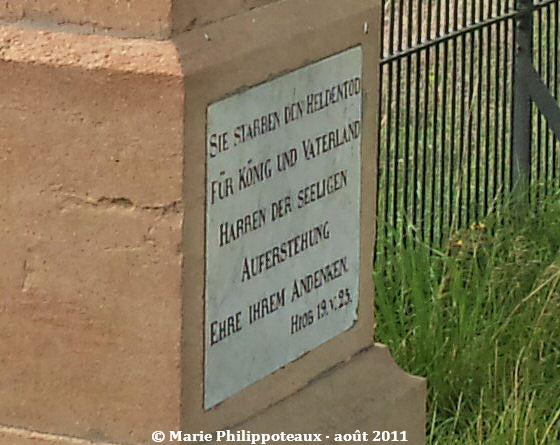 Sie starben den Heldentod
für König und Vaterland
Harren der seeligen
Auferstehung
Ehre ihrem Andenken.
Hiob 19. v. 25.
© Marie Philippoteaux - août 2011